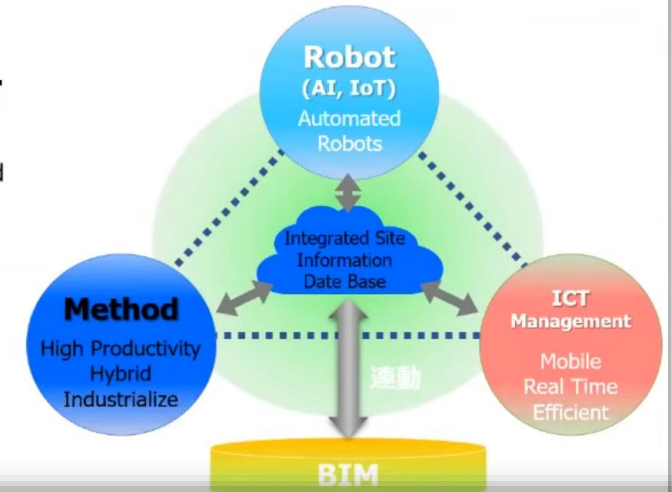 Robot
(AI, IoT)
Automated
Robots
Integrated Site
Information
Date Base
Method
High Productivity
Hybrid
Industrialize
ICT
Management
Mobile
Real Time
Efficient
連動
BIM